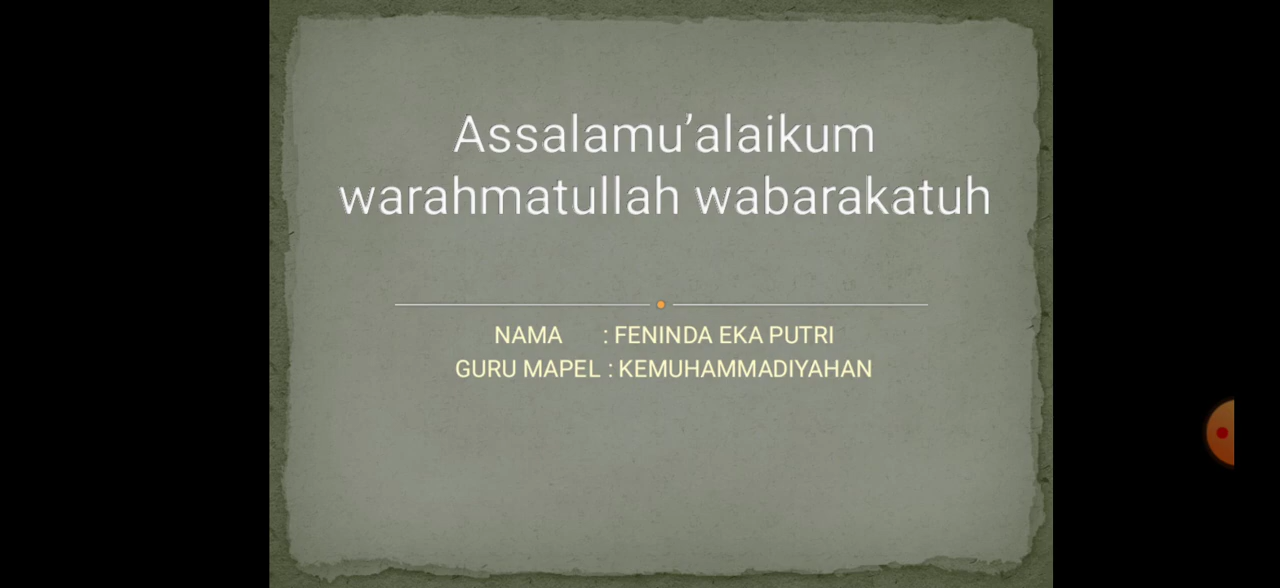 Assalamu’alaikum
warahmatullah wabarakatuh
NAMA : FENINDA EKA PUTRI
GURU MAPEL : KEMUHAMMADIYAHAN